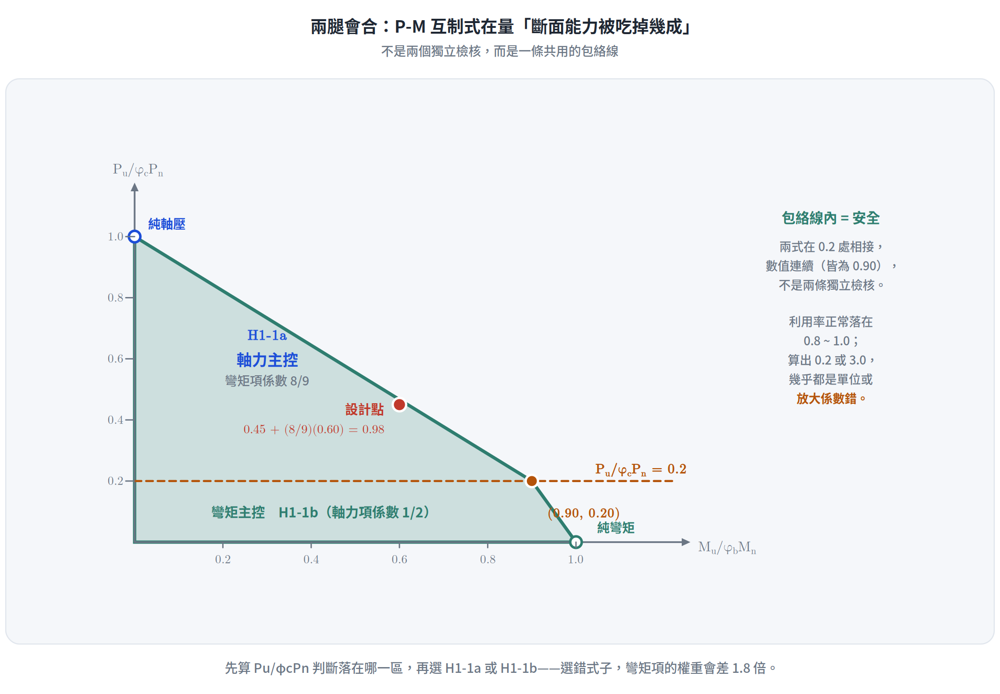 兩腿會合：P-M 互制式在量「斷面能力被吃掉幾成」
不是兩個獨立檢核，而是一條共用的包絡線
Pu/φcPn
純軸壓
1.0
0.8
0.6
0.4
0.2
H1-1a
軸力主控
彎矩項係數 8/9
設計點
0.45 + (8/9)(0.60) = 0.98
Pu/φcPn = 0.2
彎矩主控　H1-1b（軸力項係數 1/2）
(0.90, 0.20)
純彎矩
Mu/φbMn
0.2
0.4
0.6
0.8
1.0
包絡線內 = 安全
兩式在 0.2 處相接，
數值連續（皆為 0.90），
不是兩條獨立檢核。
利用率正常落在
0.8 ~ 1.0；
算出 0.2 或 3.0，
幾乎都是單位或
放大係數錯。
先算 Pu/φcPn 判斷落在哪一區，再選 H1-1a 或 H1-1b——選錯式子，彎矩項的權重會差 1.8 倍。